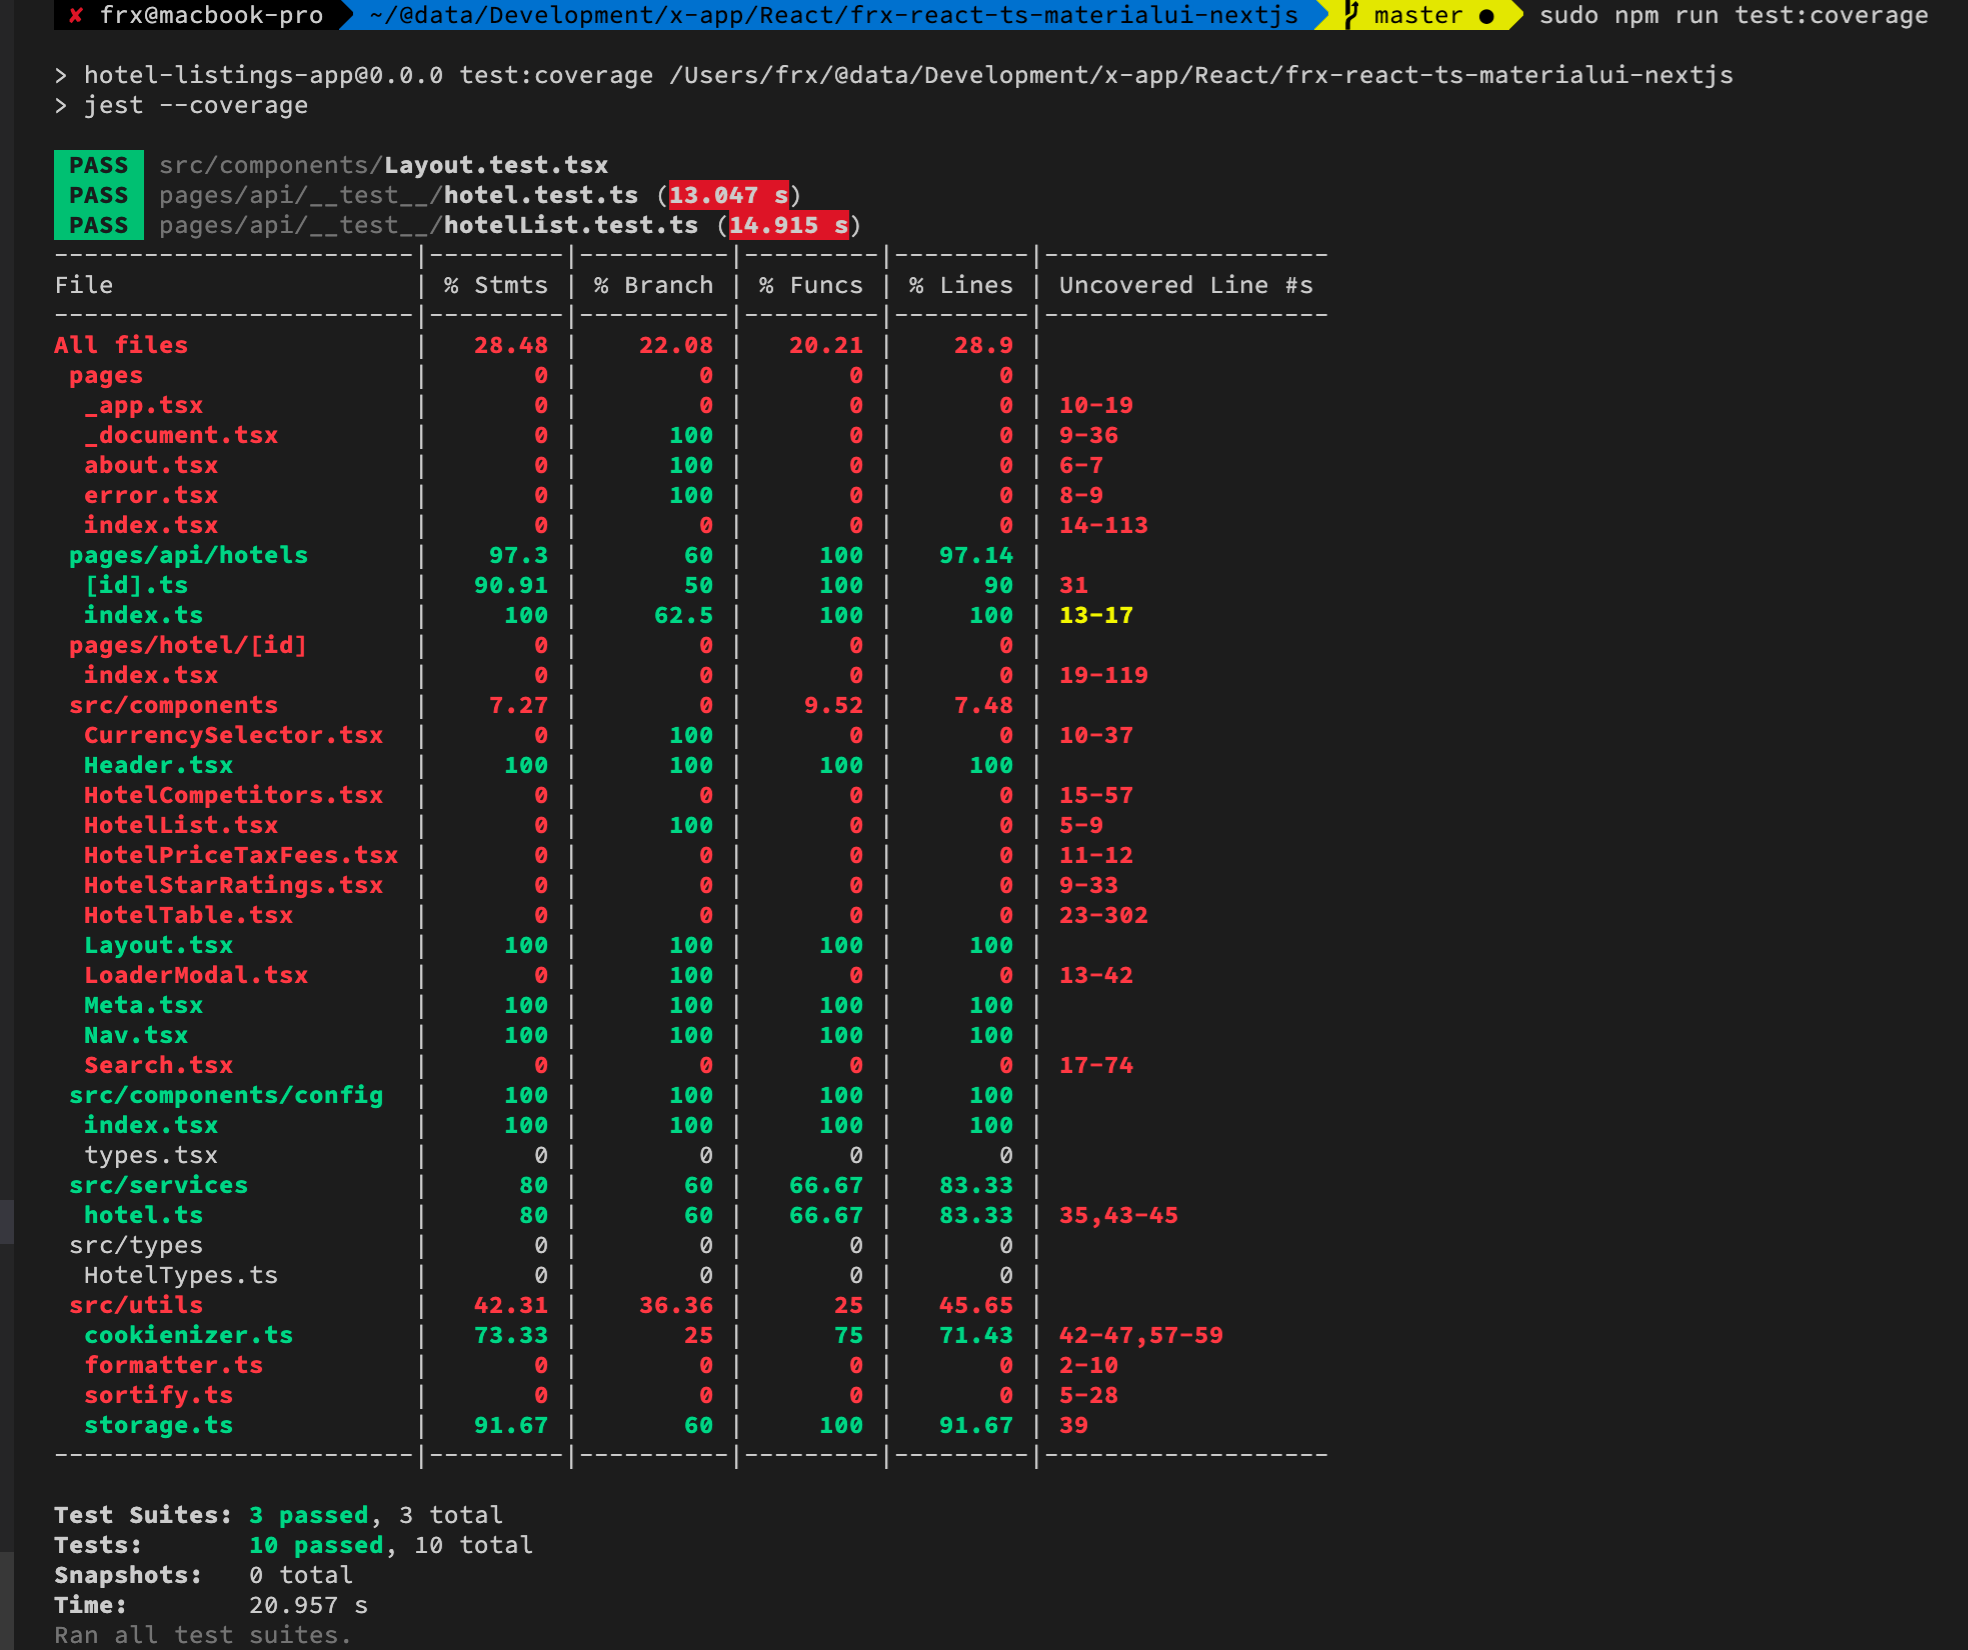 ✘ frx@macbook-pro ~/@data/Development/x-app/React/frx-react-ts-materialui-nextjs master ● sudo npm run test:coverage
> hotel-listings-app@0.0.0 test:coverage /Users/frx/@data/Development/x-app/React/frx-react-ts-materialui-nextjs
> jest --coverage
PASS src/components/Layout.test.tsx
PASS pages/api/__test__/hotel.test.ts (13.047 s)
PASS pages/api/__test__/hotelList.test.ts (14.915 s)
------------------------|---------|----------|---------|---------|-------------------
File                    | % Stmts | % Branch | % Funcs | % Lines | Uncovered Line #s
------------------------|---------|----------|---------|---------|-------------------
All files               |   28.48 |    22.08 |   20.21 |    28.9 |
 pages                  |       0 |        0 |       0 |       0 |
  _app.tsx              |       0 |        0 |       0 |       0 | 10-19
  _document.tsx         |       0 |      100 |       0 |       0 | 9-36
  about.tsx             |       0 |      100 |       0 |       0 | 6-7
  error.tsx             |       0 |      100 |       0 |       0 | 8-9
  index.tsx             |       0 |        0 |       0 |       0 | 14-113
 pages/api/hotels       |    97.3 |       60 |     100 |   97.14 |
  [id].ts               |   90.91 |       50 |     100 |      90 | 31
  index.ts              |     100 |     62.5 |     100 |     100 | 13-17
 pages/hotel/[id]       |       0 |        0 |       0 |       0 |
  index.tsx             |       0 |        0 |       0 |       0 | 19-119
 src/components         |    7.27 |        0 |    9.52 |    7.48 |
  CurrencySelector.tsx  |       0 |      100 |       0 |       0 | 10-37
  Header.tsx            |     100 |      100 |     100 |     100 |
  HotelCompetitors.tsx  |       0 |        0 |       0 |       0 | 15-57
  HotelList.tsx         |       0 |      100 |       0 |       0 | 5-9
  HotelPriceTaxFees.tsx |       0 |        0 |       0 |       0 | 11-12
  HotelStarRatings.tsx  |       0 |        0 |       0 |       0 | 9-33
  HotelTable.tsx        |       0 |        0 |       0 |       0 | 23-302
  Layout.tsx            |     100 |      100 |     100 |     100 |
  LoaderModal.tsx       |       0 |      100 |       0 |       0 | 13-42
  Meta.tsx              |     100 |      100 |     100 |     100 |
  Nav.tsx               |     100 |      100 |     100 |     100 |
  Search.tsx            |       0 |        0 |       0 |       0 | 17-74
 src/components/config  |     100 |      100 |     100 |     100 |
  index.tsx             |     100 |      100 |     100 |     100 |
  types.tsx             |       0 |        0 |       0 |       0 |
 src/services           |      80 |       60 |   66.67 |   83.33 |
  hotel.ts              |      80 |       60 |   66.67 |   83.33 | 35,43-45
 src/types              |       0 |        0 |       0 |       0 |
  HotelTypes.ts         |       0 |        0 |       0 |       0 |
 src/utils              |   42.31 |    36.36 |      25 |   45.65 |
  cookienizer.ts        |   73.33 |       25 |      75 |   71.43 | 42-47,57-59
  formatter.ts          |       0 |        0 |       0 |       0 | 2-10
  sortify.ts            |       0 |        0 |       0 |       0 | 5-28
  storage.ts            |   91.67 |       60 |     100 |   91.67 | 39
------------------------|---------|----------|---------|---------|-------------------
Test Suites: 3 passed, 3 total
Tests:       10 passed, 10 total
Snapshots:   0 total
Time:        20.957 s
Ran all test suites.